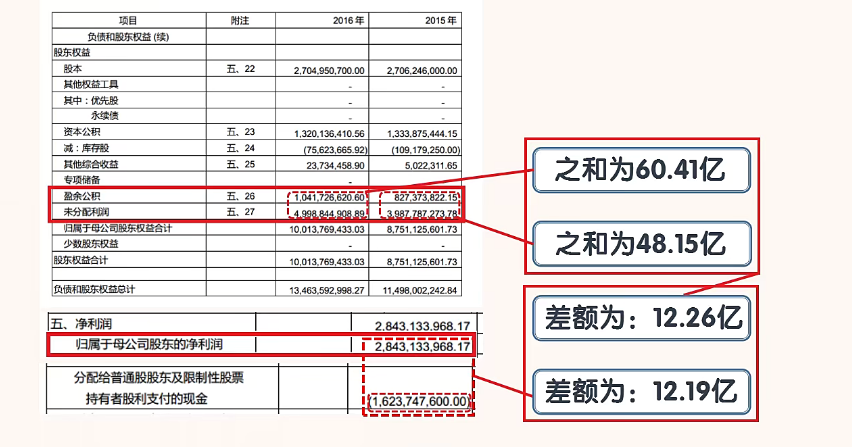 项目 附注 2016 年 2015 年
负债和股东权益 (续)
股东权益
股本 五、22 2,704,950,700.00 2,706,246,000.00
其他权益工具 - -
其中：优先股 - -
永续债 - -
资本公积 五、23 1,320,136,410.56 1,333,875,444.15
减：库存股 五、24 (75,623,665.92) (109,179,250.00)
其他综合收益 五、25 23,734,458.90 5,022,311.65
专项储备 -
盈余公积 五、26 1,041,726,620.60 827,373,822.15
未分配利润 五、27 4,998,844,908.89 3,987,787,273.78
归属于母公司股东权益合计 10,013,769,433.03 8,751,125,601.73
少数股东权益 - -
股东权益合计 10,013,769,433.03 8,751,125,601.73
负债和股东权益总计 13,463,592,998.27 11,498,002,242.84
五、净利润 2,843,133,968.17
归属于母公司股东的净利润 2,843,133,968.17
分配给普通股股东及限制性股票
持有者股利支付的现金 (1,623,747,600.00)
之和为60.41亿
之和为48.15亿
差额为：12.26亿
差额为：12.19亿